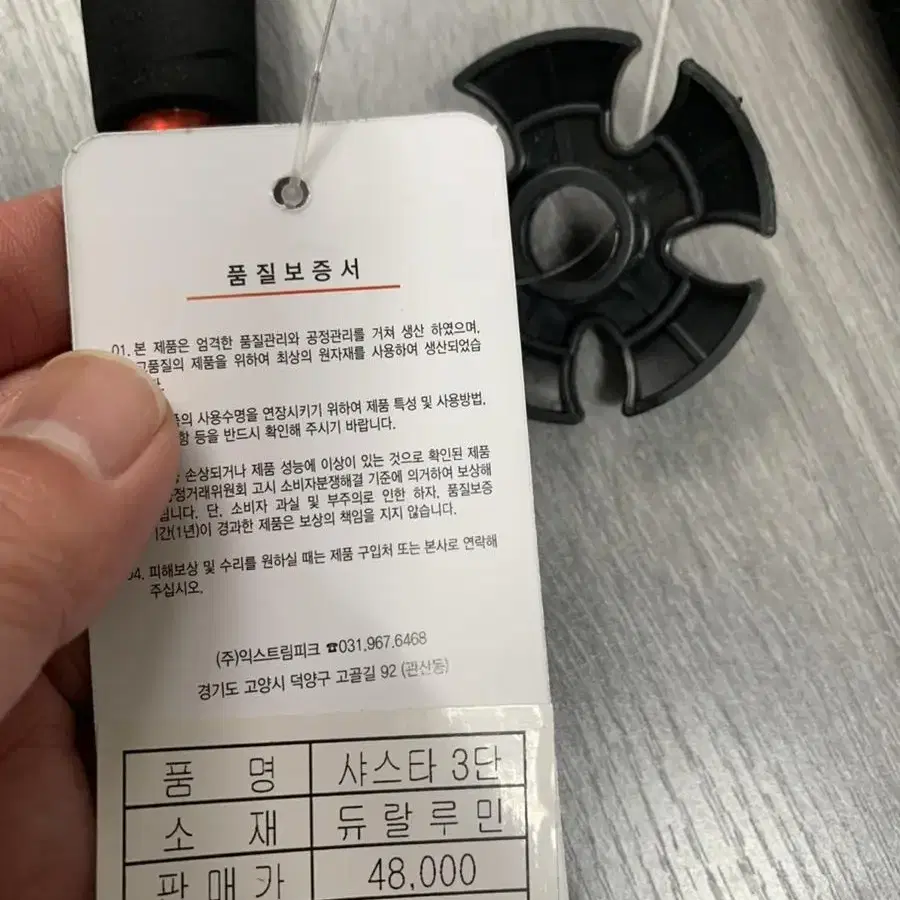 품질보증서
01. 본 제품은 엄격한 품질관리와 공정관리를 거쳐 생산 하였으며,
고품질의 제품을 위하여 최상의 원자재를 사용하여 생산되었습
사용수명을 연장시키기 위하여 제품 특성 및 사용방법,
등을 반드시 확인해 주시기 바랍니다.
손상되거나 제품 성능에 이상이 있는 것으로 확인된 제품
공정거래위원회 고시 소비자분쟁해결 기준에 의거하여 보상해
단, 소비자 과실 및 부주의로 인한 하자, 품질보증
기간(1년)이 경과한 제품은 보상의 책임을 지지 않습니다.
04. 피해보상 및 수리를 원하실 때는 제품 구입처 또는 본사로 연락해
주십시오.
(주)익스트림피크 ☎031.967.6468
경기도 고양시 덕양구 고골길 92 (관산동)
품 명 샤스타 3단
소 재 듀랄루민
판매가 48,000